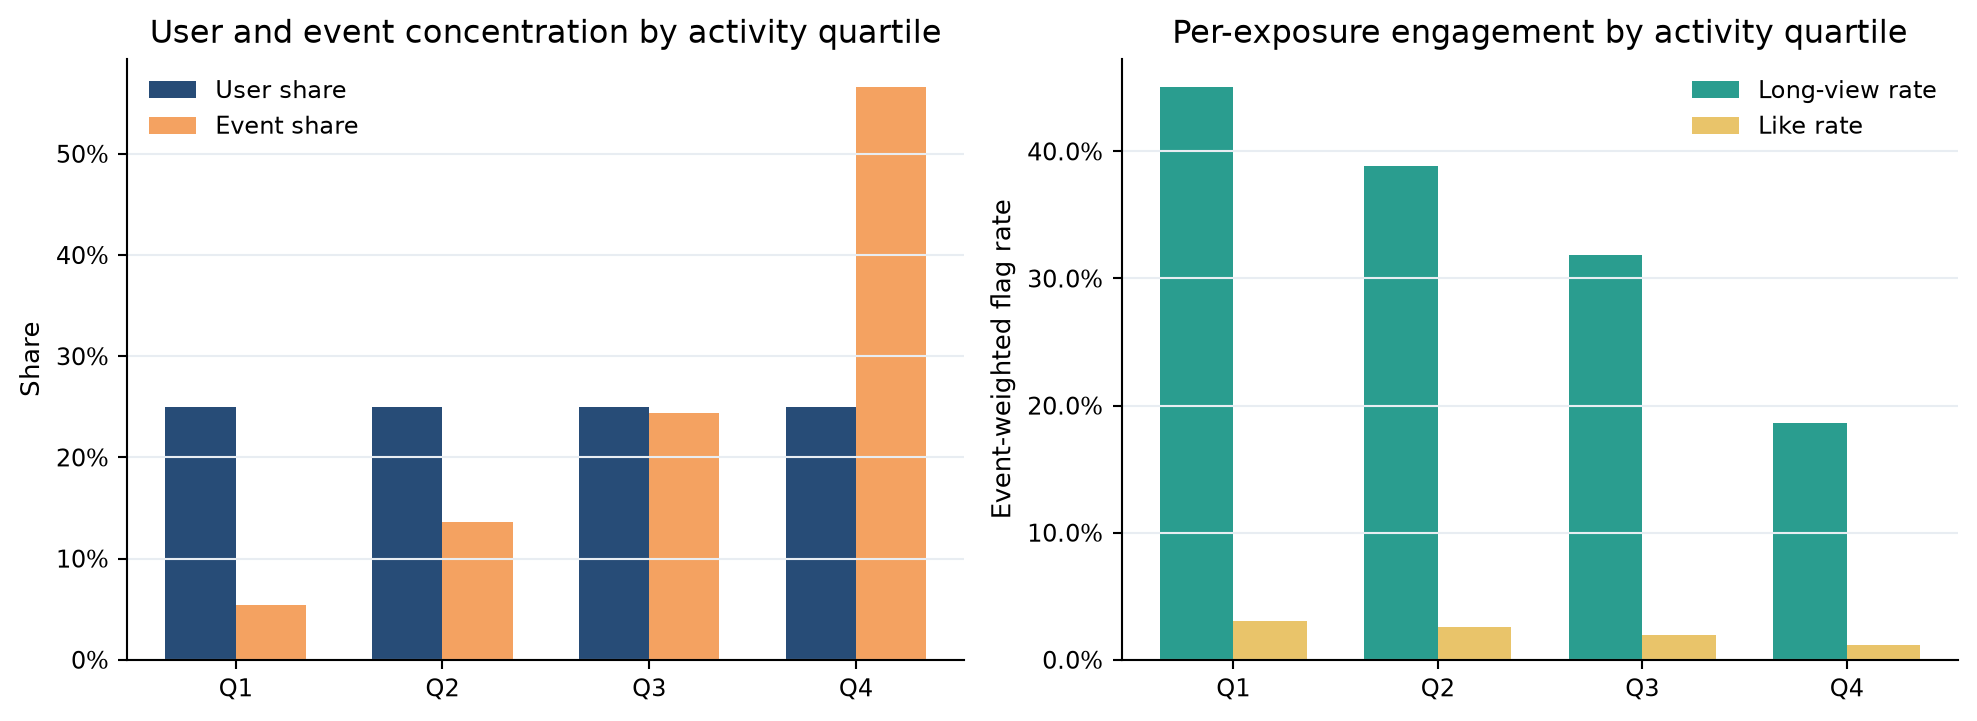 User and event concentration by activity quartile
User share
Event share
Share
50%
40%
30%
20%
10%
0%
Q1 Q2 Q3 Q4
Per-exposure engagement by activity quartile
Long-view rate
Like rate
Event-weighted flag rate
40.0%
30.0%
20.0%
10.0%
0.0%
Q1 Q2 Q3 Q4